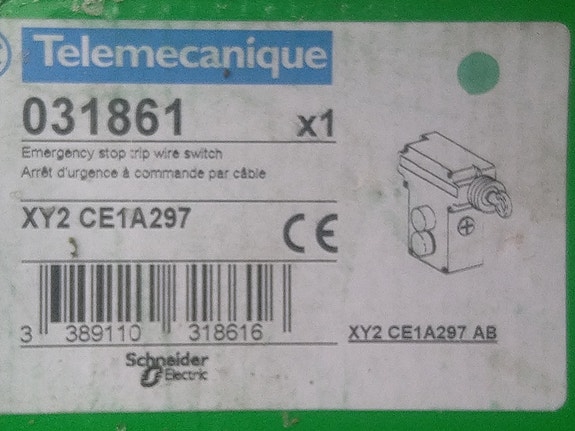 Telemecanique
031861 x1
Emergency stop trip wire switch
Arrêt d'urgence à commande par câble
XY2 CE1A297
CE
3 389110 318616
XY2 CE1A297 AB
Schneider
Electric